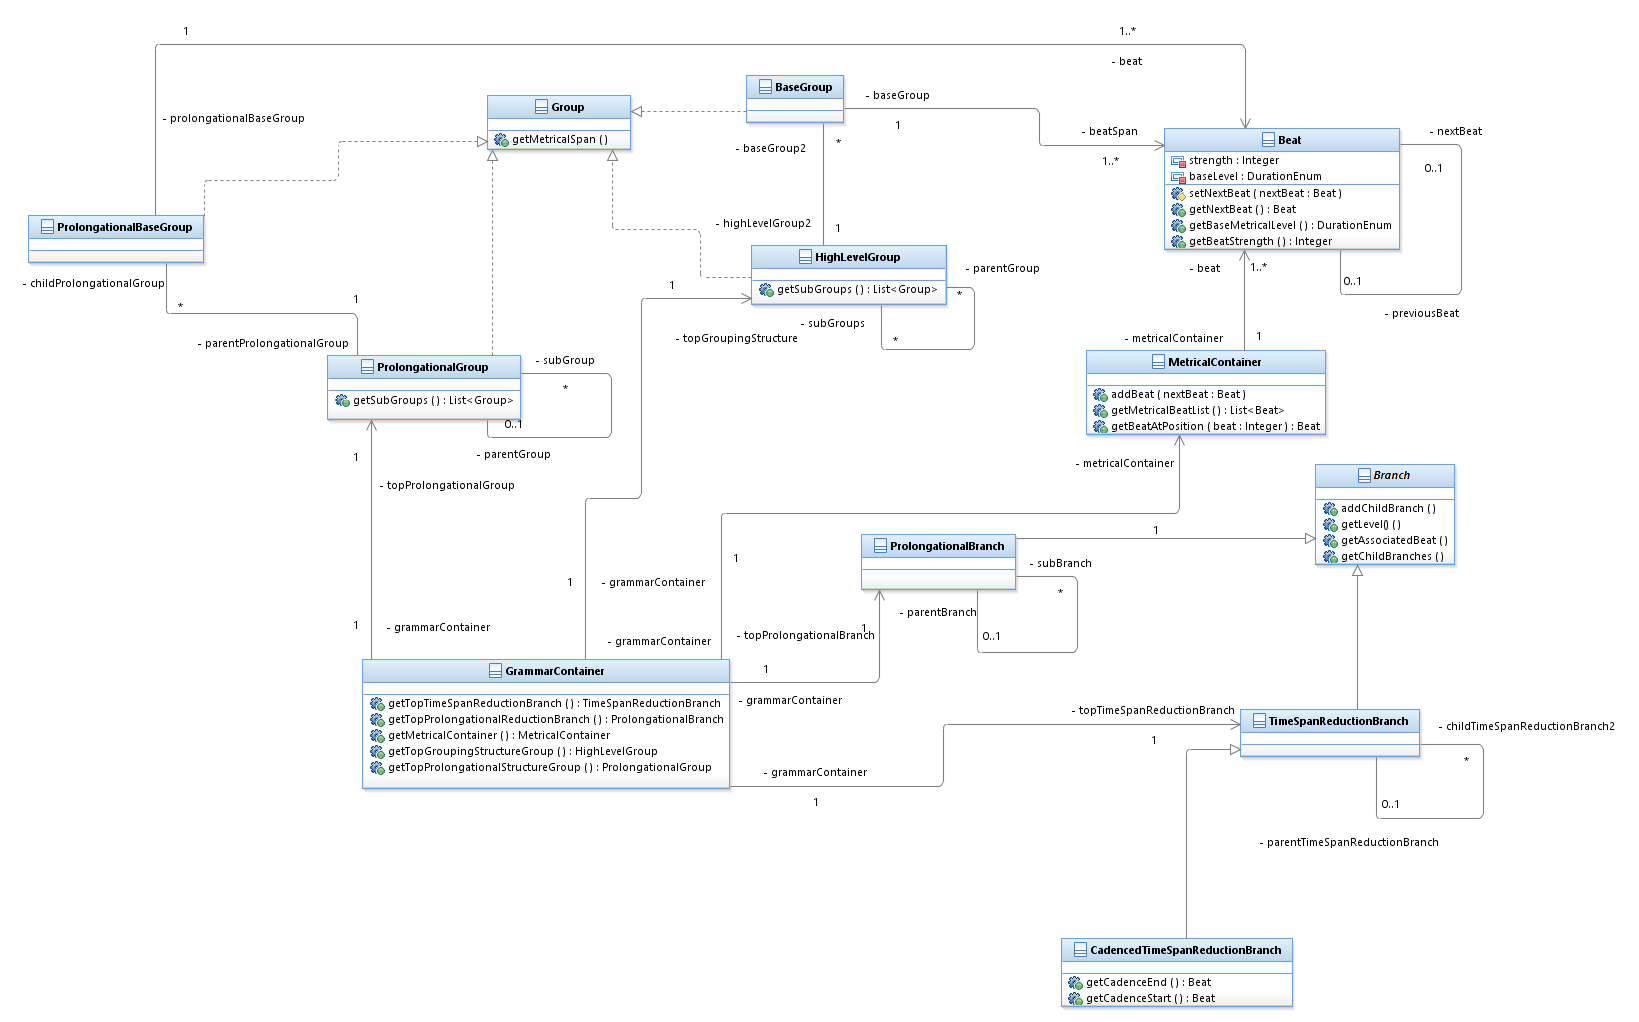 1
1..*
- beat
- prolongationalBaseGroup
Group
getMetricalSpan ( )
BaseGroup
- baseGroup
1
- beatSpan
1..*
- baseGroup2
*
Beat
strength : Integer
baseLevel : DurationEnum
setNextBeat ( nextBeat : Beat )
getNextBeat ( ) : Beat
getBaseMetricalLevel ( ) : DurationEnum
getBeatStrength ( ) : Integer
- nextBeat
0..1
0..1
- previousBeat
ProlongationalBaseGroup
- childProlongationalGroup
*
1
- parentProlongationalGroup
- highLevelGroup2
1
HighLevelGroup
getSubGroups ( ) : List<Group>
- parentGroup
*
- subGroups
*
1
- topGroupingStructure
- beat
1..*
- metricalContainer
1
ProlongationalGroup
getSubGroups ( ) : List<Group>
- subGroup
*
0..1
- parentGroup
MetricalContainer
addBeat ( nextBeat : Beat )
getMetricalBeatList ( ) : List<Beat>
getBeatAtPosition ( beat : Integer ) : Beat
- metricalContainer
1
- topProlongationalGroup
Branch
addChildBranch ( )
getLevel() ( )
getAssociatedBeat ( )
getChildBranches ( )
ProlongationalBranch
1
- subBranch
*
- parentBranch
0..1
1
1
- grammarContainer
1
- grammarContainer
- grammarContainer
- topProlongationalBranch
1
1
- grammarContainer
GrammarContainer
getTopTimeSpanReductionBranch ( ) : TimeSpanReductionBranch
getTopProlongationalReductionBranch ( ) : ProlongationalBranch
getMetricalContainer ( ) : MetricalContainer
getTopGroupingStructureGroup ( ) : HighLevelGroup
getTopProlongationalStructureGroup ( ) : ProlongationalGroup
- topTimeSpanReductionBranch
1
- grammarContainer
1
TimeSpanReductionBranch
- childTimeSpanReductionBranch2
*
0..1
- parentTimeSpanReductionBranch
CadencedTimeSpanReductionBranch
getCadenceEnd ( ) : Beat
getCadenceStart ( ) : Beat